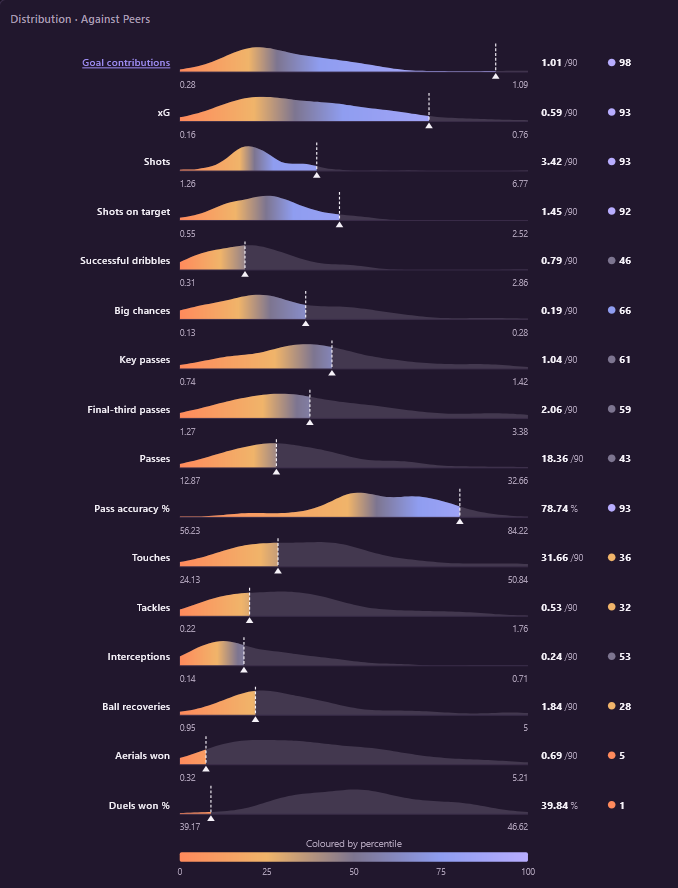 Distribution · Against Peers
Goal contributions 1.01 /90 98
0.28 1.09
xG 0.59 /90 93
0.16 0.76
Shots 3.42 /90 93
1.26 6.77
Shots on target 1.45 /90 92
0.55 2.52
Successful dribbles 0.79 /90 46
0.31 2.86
Big chances 0.19 /90 66
0.13 0.28
Key passes 1.04 /90 61
0.74 1.42
Final-third passes 2.06 /90 59
1.27 3.38
Passes 18.36 /90 43
12.87 32.66
Pass accuracy % 78.74 % 93
56.23 84.22
Touches 31.66 /90 36
24.13 50.84
Tackles 0.53 /90 32
0.22 1.76
Interceptions 0.24 /90 53
0.14 0.71
Ball recoveries 1.84 /90 28
0.95 5
Aerials won 0.69 /90 5
0.32 5.21
Duels won % 39.84 % 1
39.17 46.62
Coloured by percentile
0 25 50 75 100